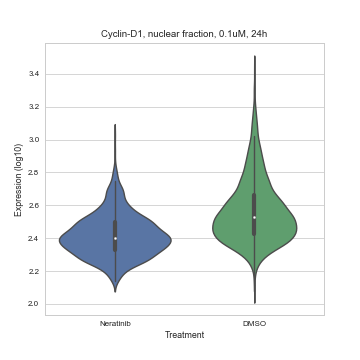 Cyclin-D1, nuclear fraction, 0.1uM, 24h
3.4
3.2
3.0
2.8
2.6
2.4
2.2
2.0
Expression (log10)
Neratinib
DMSO
Treatment